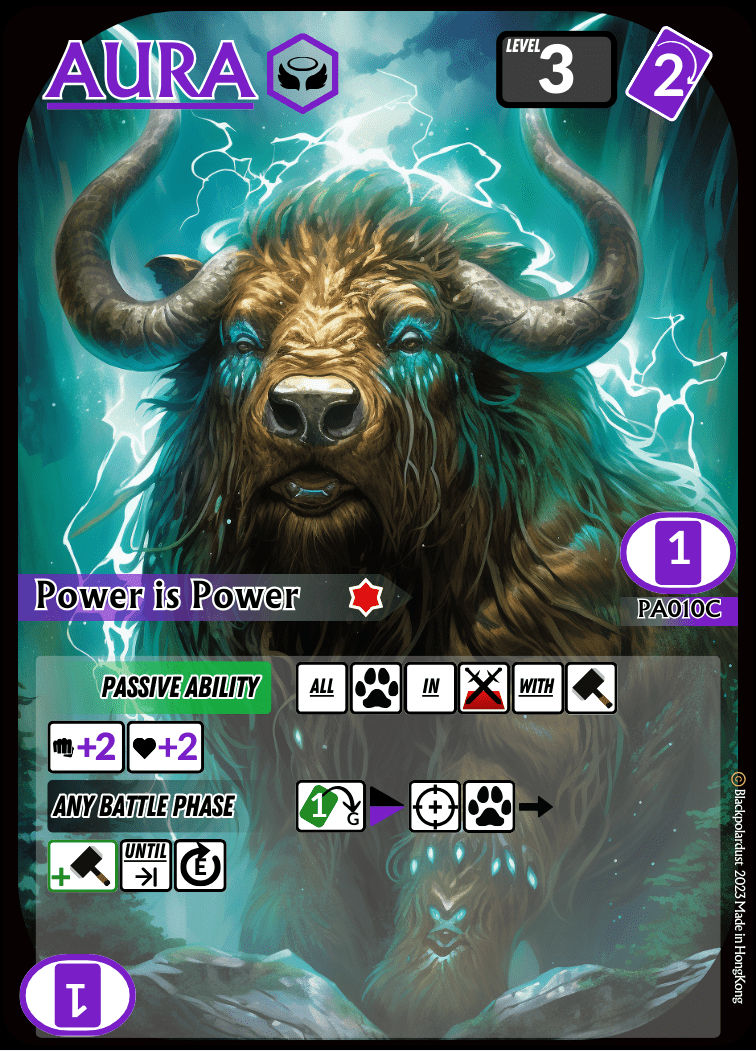 AURA
LEVEL 3
2
1
Power is Power
PA010C
PASSIVE ABILITY ALL IN WITH
+2 +2
ANY BATTLE PHASE 1 G
+ UNTIL E
© Blackpolardust 2023 Made in HongKong
1